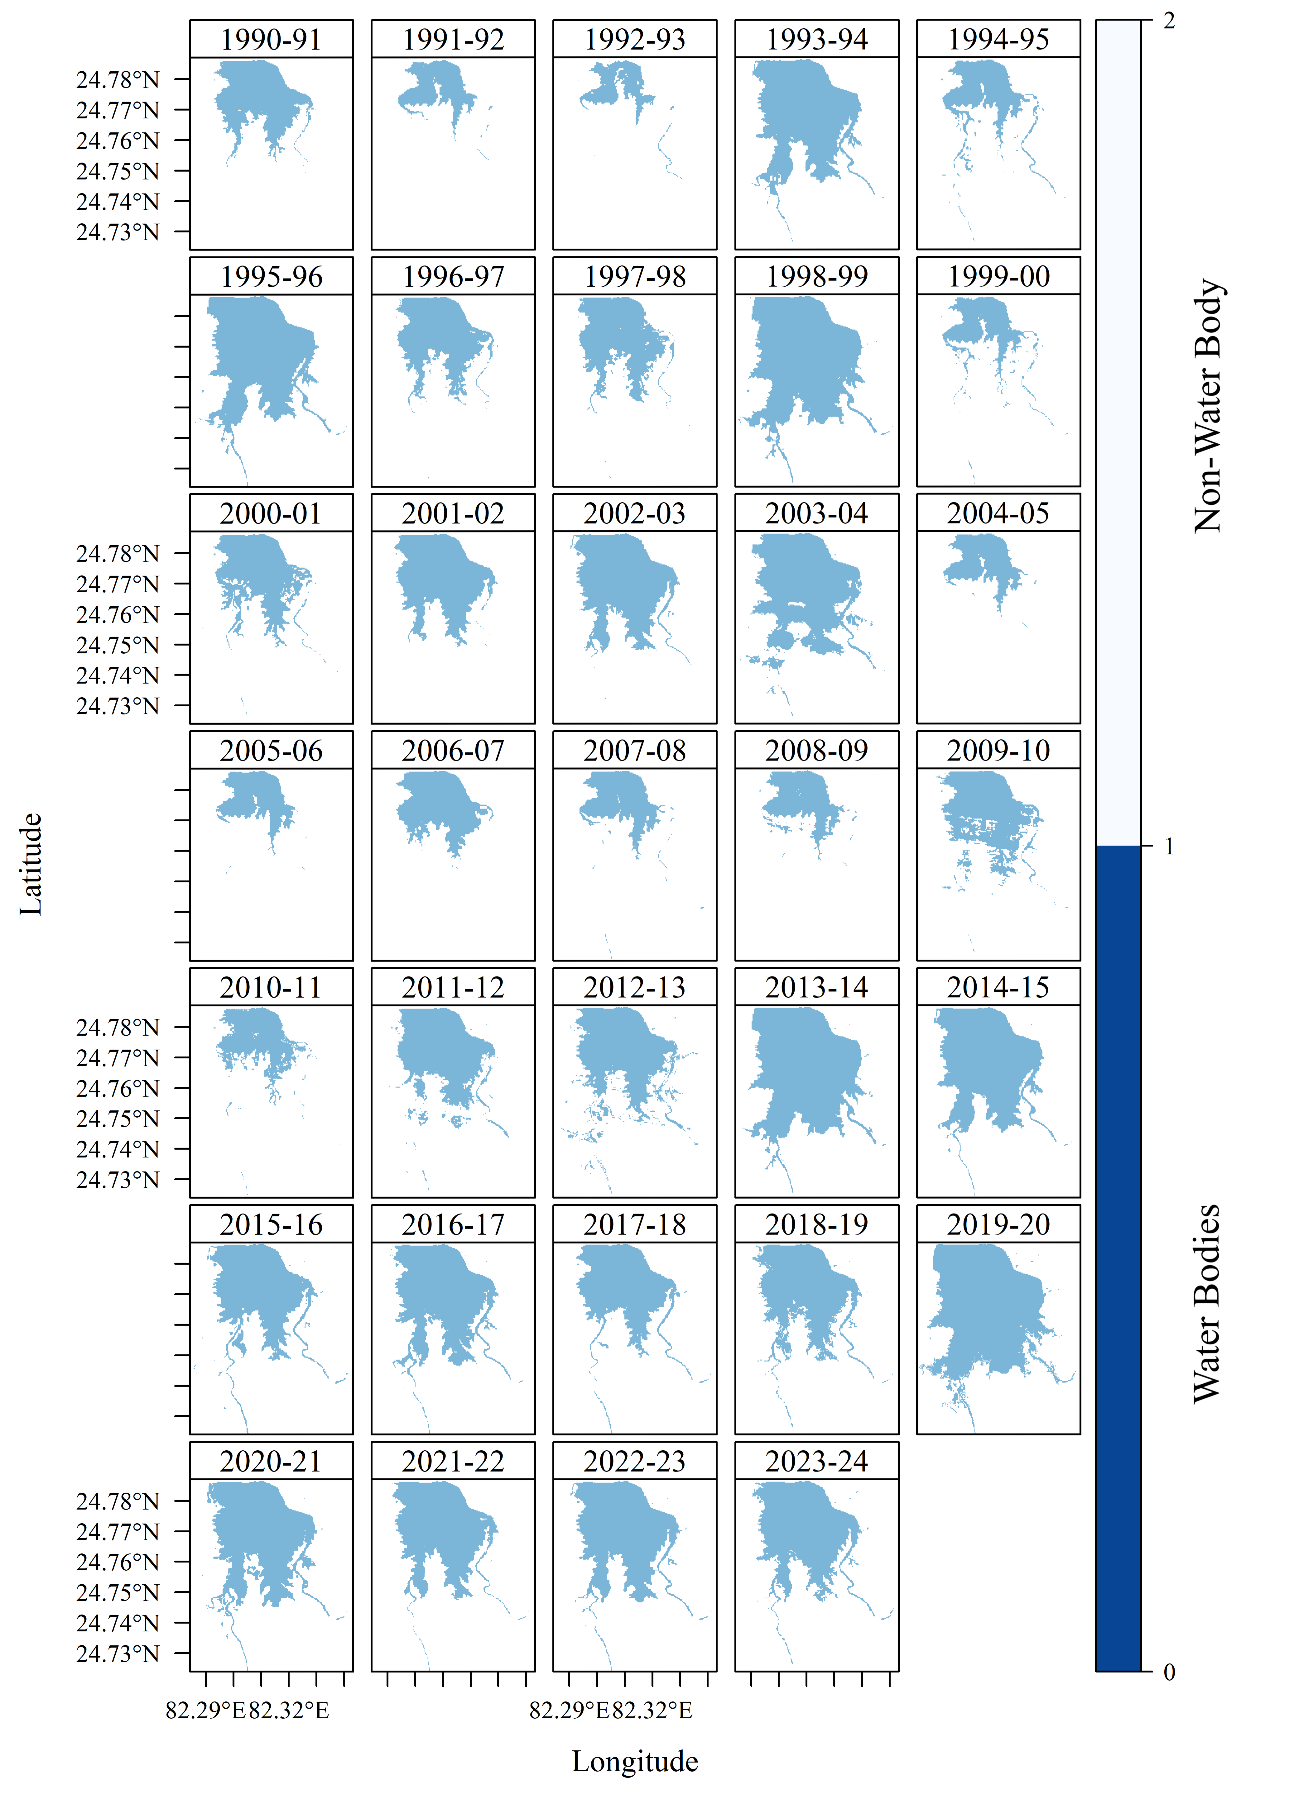 1990-91 1991-92 1992-93 1993-94 1994-95
24.78°N
24.77°N
24.76°N
24.75°N
24.74°N
24.73°N
1995-96 1996-97 1997-98 1998-99 1999-00
2000-01 2001-02 2002-03 2003-04 2004-05
24.78°N
24.77°N
24.76°N
24.75°N
24.74°N
24.73°N
2005-06 2006-07 2007-08 2008-09 2009-10
2010-11 2011-12 2012-13 2013-14 2014-15
24.78°N
24.77°N
24.76°N
24.75°N
24.74°N
24.73°N
2015-16 2016-17 2017-18 2018-19 2019-20
2020-21 2021-22 2022-23 2023-24
24.78°N
24.77°N
24.76°N
24.75°N
24.74°N
24.73°N
82.29°E 82.32°E 82.29°E 82.32°E
Longitude
Latitude
2
1
0
Non-Water Body
Water Bodies